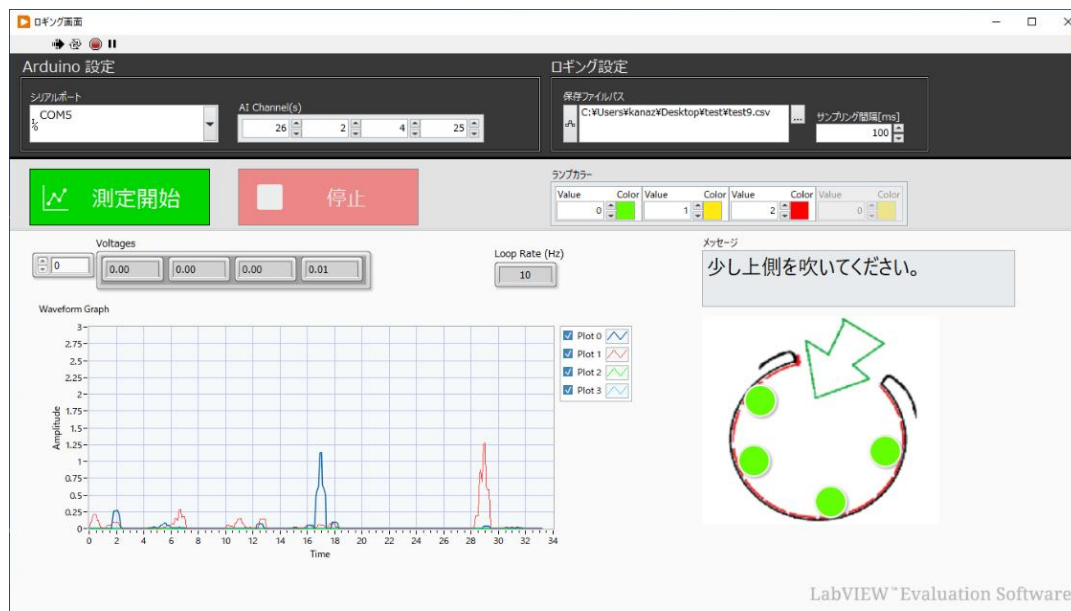 ロギング画面
Arduino 設定
ロギング設定
シリアルポート
COM5
AI Channel(s)
26 2 4 25
保存ファイルパス
C:¥Users¥kanaz¥Desktop¥test¥test9.csv
...
サンプリング間隔[ms]
100
測定開始
停止
ランプカラー
Value Color Value Color Value Color Value Color
0 1 2 0
Voltages
0
0.00 0.00 0.00 0.01
Loop Rate (Hz)
10
メッセージ
少し上側を吹いてください。
Waveform Graph
3
2.75
2.5
2.25
2
1.75
1.5
1.25
1
0.75
0.5
0.25
0
Amplitude
0 2 4 6 8 10 12 14 16 18 20 22 24 26 28 30 32 34
Time
Plot 0
Plot 1
Plot 2
Plot 3
LabVIEW™Evaluation Software